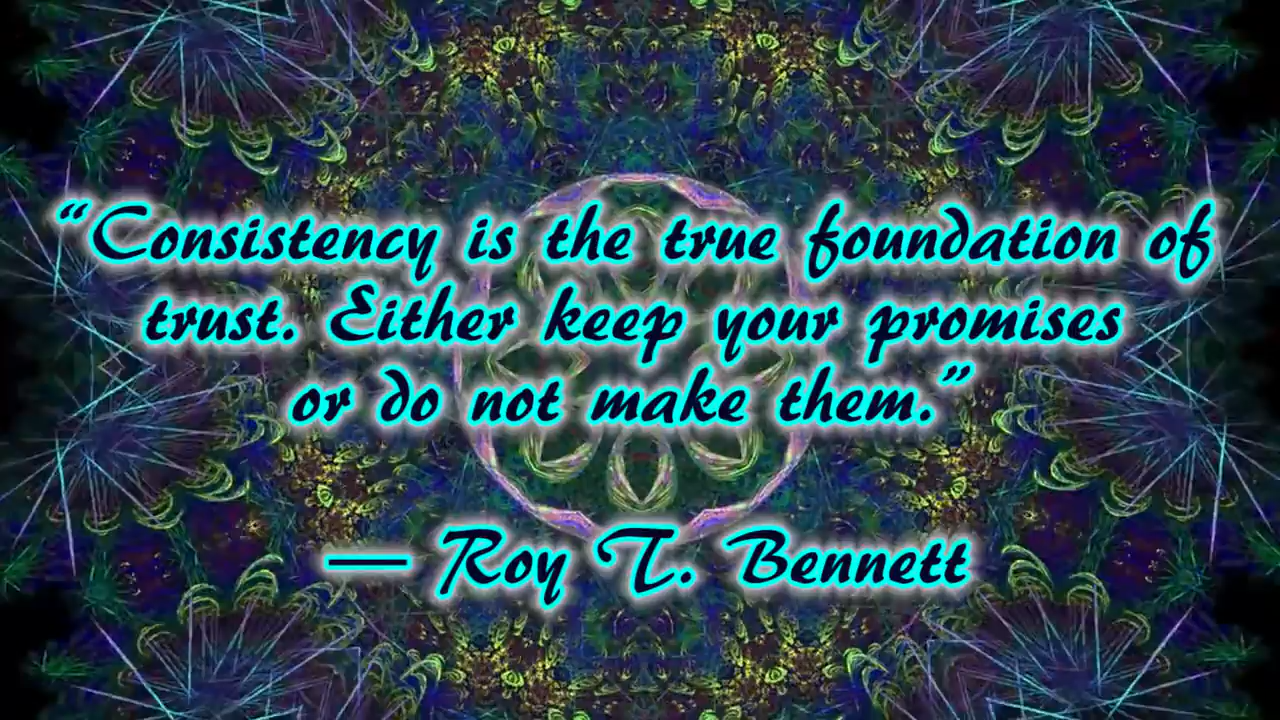 “Consistency is the true foundation of
trust. Either keep your promises
or do not make them.”
— Roy T. Bennett